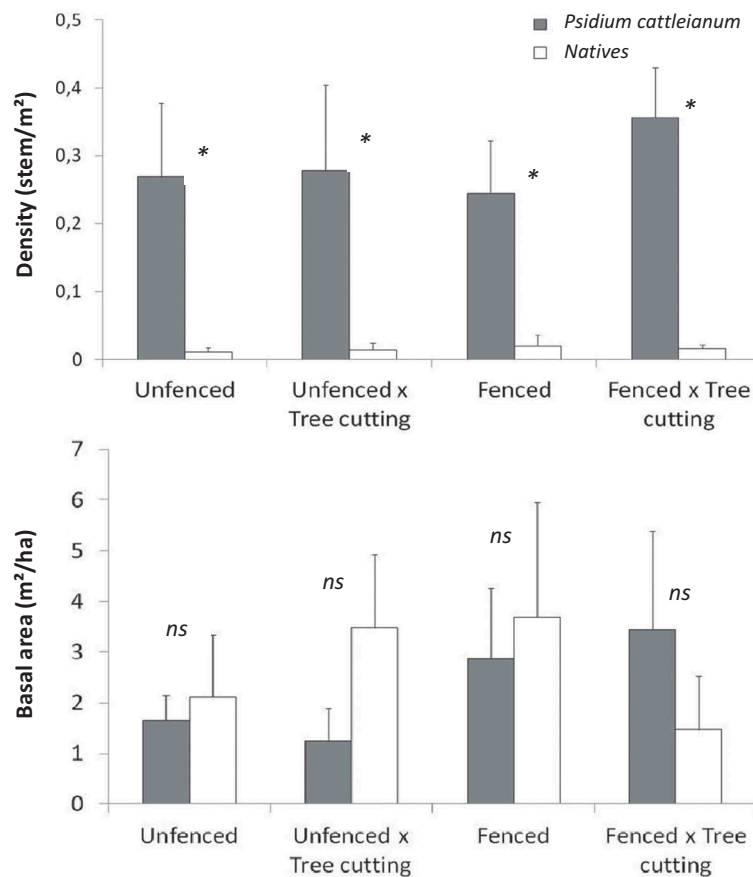 0,5
Psidium cattleianum
Natives
0,4
0,3
0,2
0,1
0
Density (stem/m²)
*
*
*
*
Unfenced
Unfenced x
Tree cutting
Fenced
Fenced x Tree
cutting
7
6
5
4
3
2
1
0
Basal area (m²/ha)
ns
ns
ns
ns
Unfenced
Unfenced x
Tree cutting
Fenced
Fenced x Tree
cutting